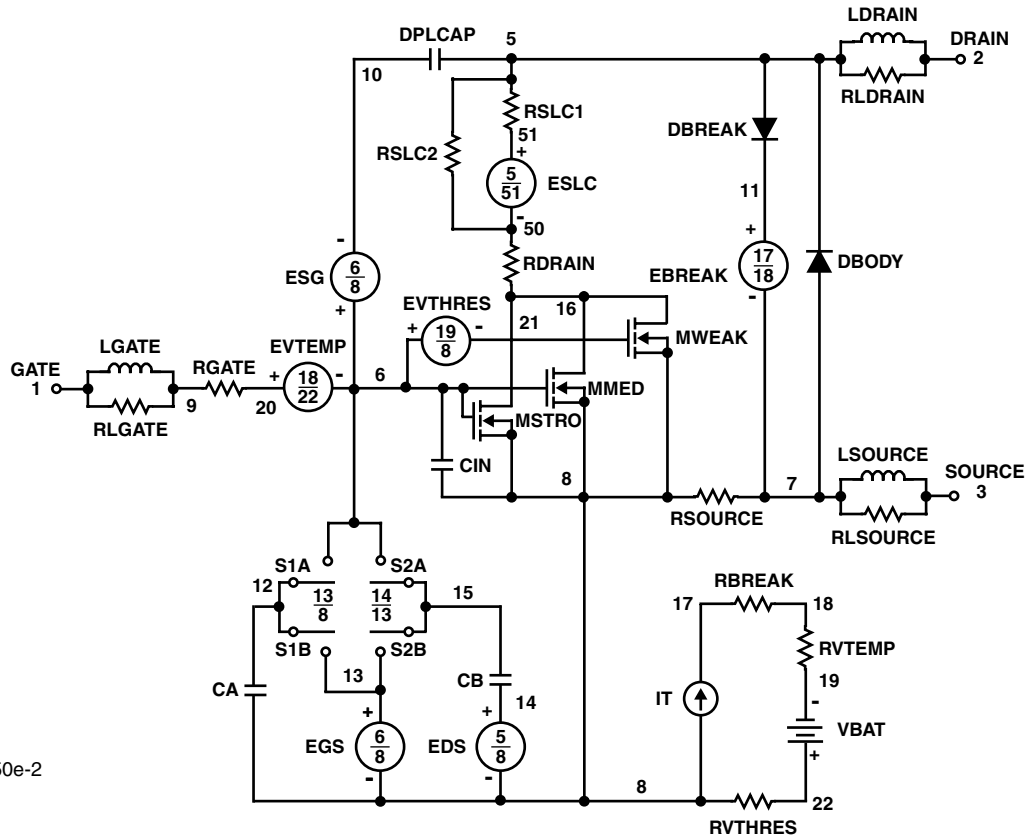 LDRAIN
DPLCAP 5 DRAIN
10 2
RSLC1 RLDRAIN
DBREAK
RSLC2 51
+
5
51 ESLC
11
-
50
-
RDRAIN
+
17
18
EBREAK DBODY
6
8
ESG
EVTHRES
16
+ 19
8 - 21
MWEAK
-
+
LGATE EVTEMP
GATE RGATE + 18
22 - 6
1 MMED
9 20
RLGATE MSTRO
CIN LSOURCE
8 7 SOURCE
3
RSOURCE
RLSOURCE
S1A S2A
12 13
8 14
13 15
RBREAK
17 18
S1B S2B
RVTEMP
13 CB
CA 14 19
IT -
+ +
VBAT
EGS 6
8 EDS 5
8
+
- -
50e-2
8 22
RVTHRES